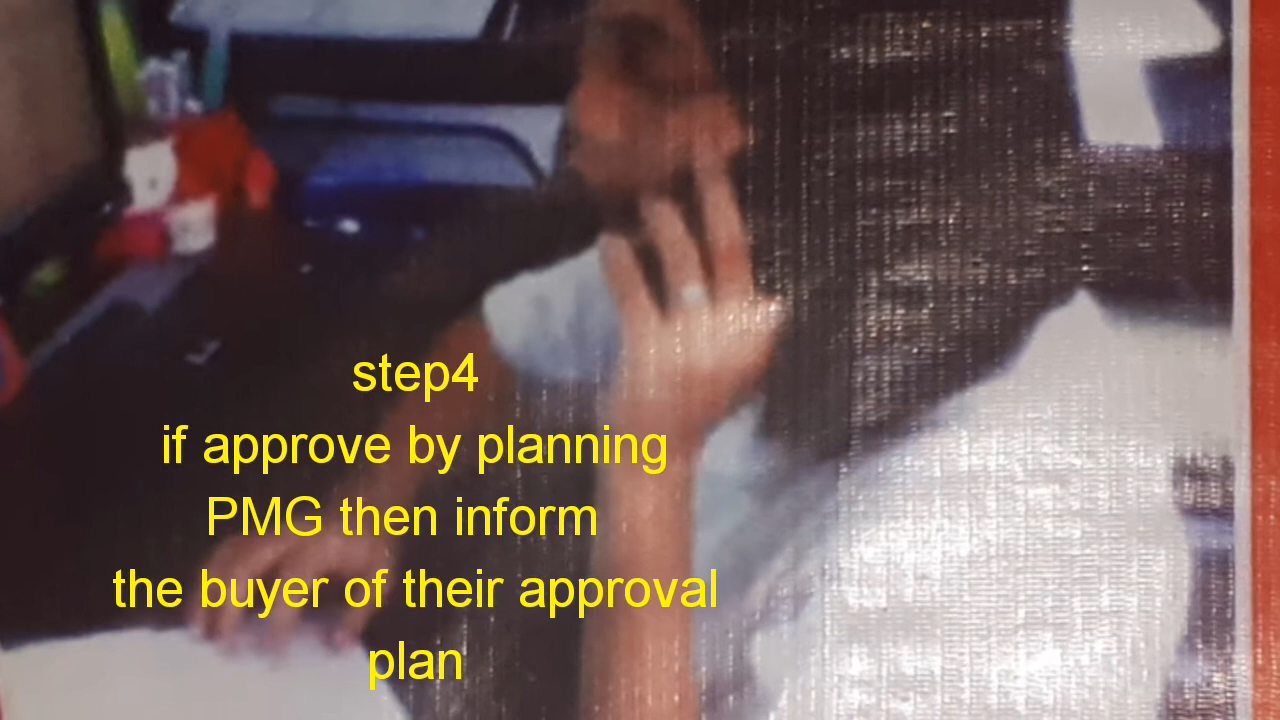 step4
if approve by planning
PMG then inform
the buyer of their approval
plan